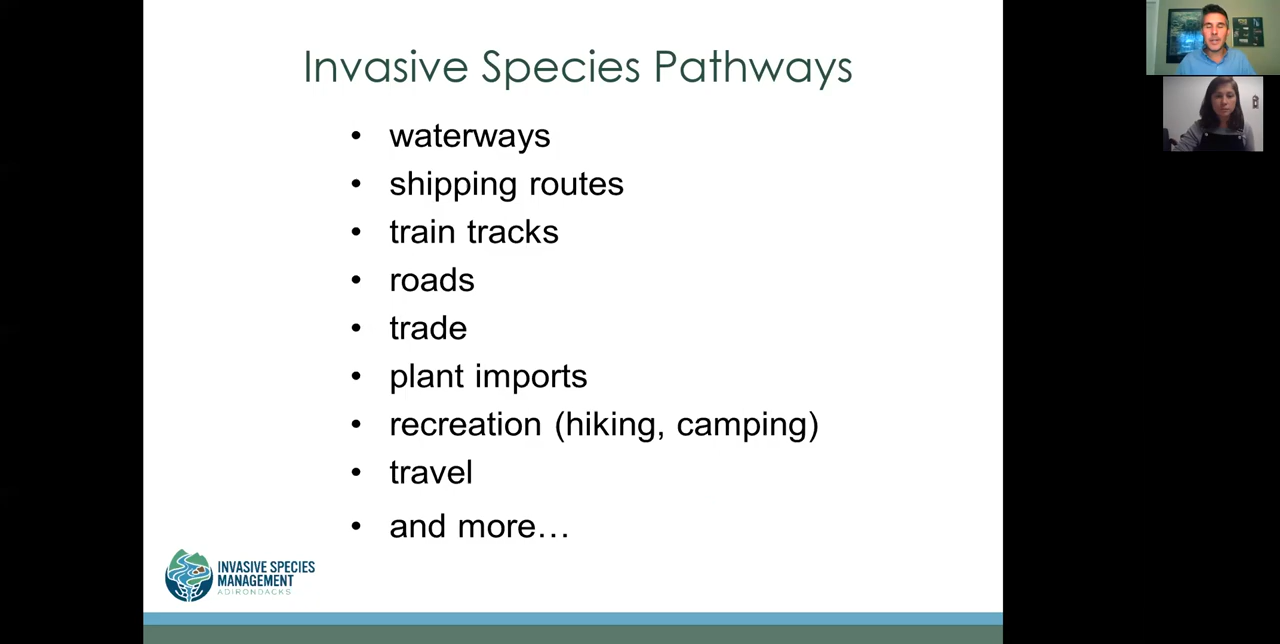 Invasive Species Pathways
• waterways
• shipping routes
• train tracks
• roads
• trade
• plant imports
• recreation (hiking, camping)
• travel
• and more…
INVASIVE SPECIES
MANAGEMENT
ADIRONDACKS